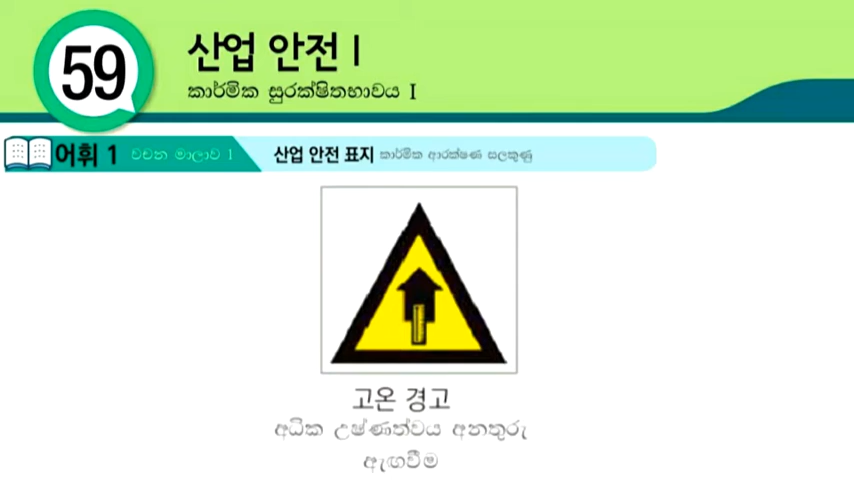 59
산업 안전 I
කාර්මික සුරක්ෂිතභාවය I
어휘 1 වචන මාලාව 1 산업 안전 표지 කාර්මික ආරක්ෂණ සලකුණු
고온 경고
අධික උෂ්ණත්වය අනතුරු
ඇඟවීම